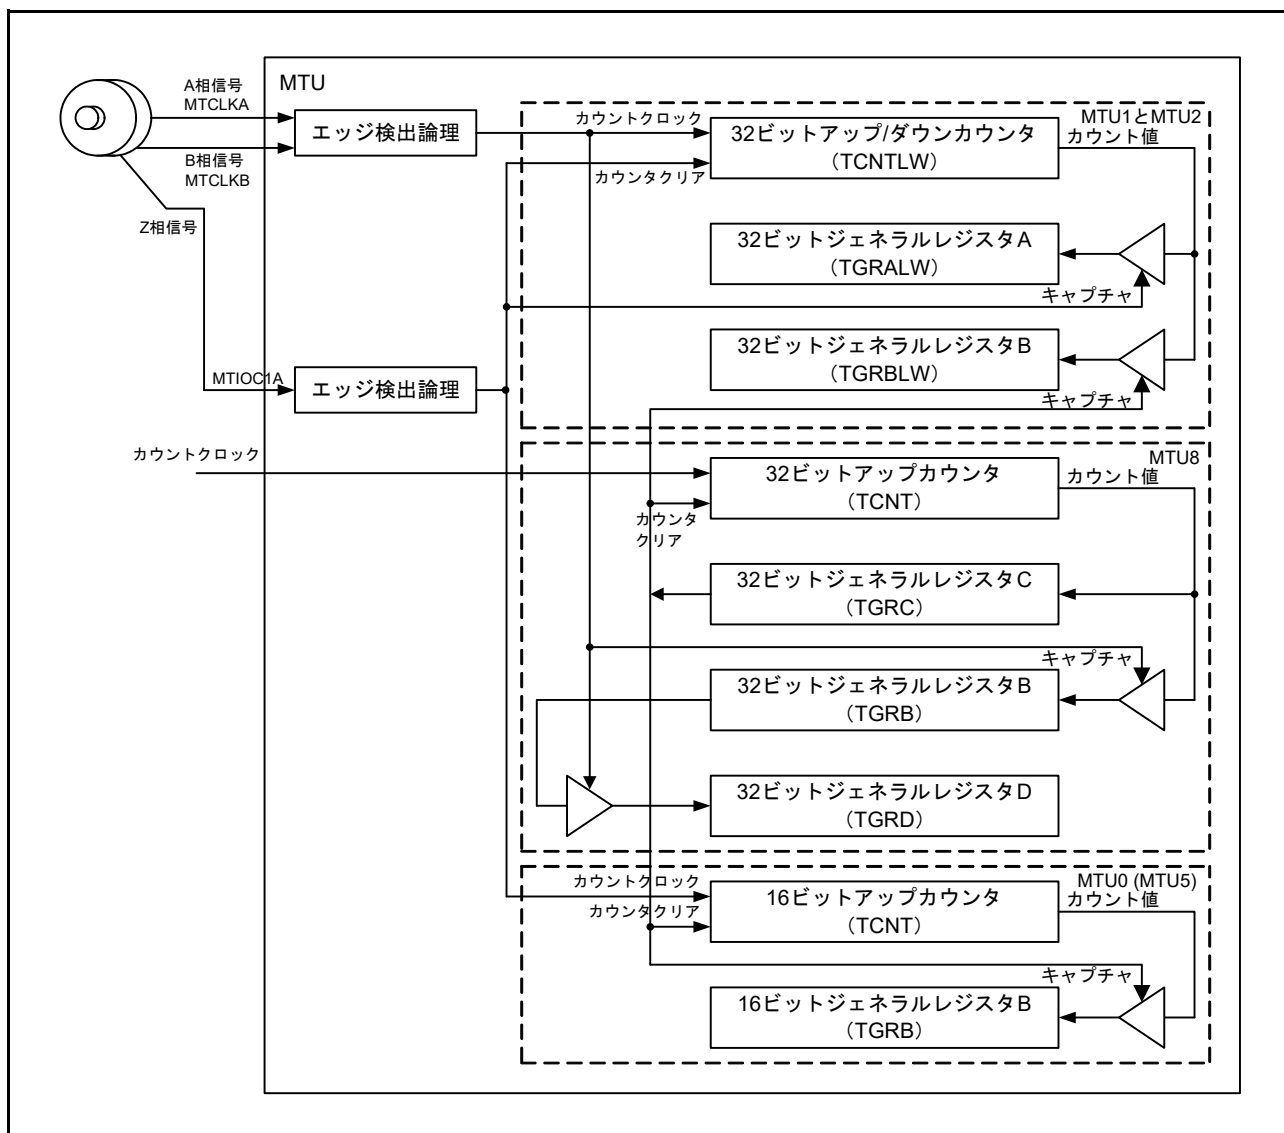 MTU
A相信号
MTCLKA
B相信号
MTCLKB
Z相信号
エッジ検出論理
カウントクロック
カウンタクリア
MTU1とMTU2
カウント値
32ビットアップ/ダウンカウンタ
（TCNTLW）
32ビットジェネラルレジスタA
（TGRALW）
キャプチャ
32ビットジェネラルレジスタB
（TGRBLW）
キャプチャ
MTIOC1A
エッジ検出論理
カウントクロック
MTU8
カウント値
32ビットアップカウンタ
（TCNT）
カウンタ
クリア
32ビットジェネラルレジスタC
（TGRC）
キャプチャ
32ビットジェネラルレジスタB
（TGRB）
32ビットジェネラルレジスタD
（TGRD）
MTU0 (MTU5)
カウント値
カウントクロック
カウンタクリア
16ビットアップカウンタ
（TCNT）
キャプチャ
16ビットジェネラルレジスタB
（TGRB）